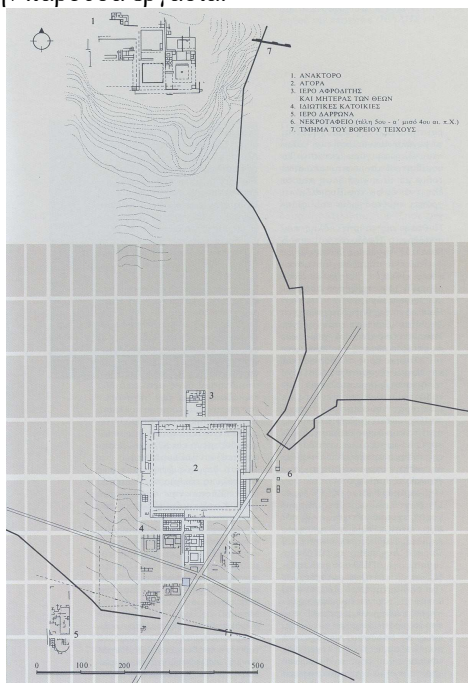 παρούσα εργασία.
1
7
1. ΑΝΑΚΤΟΡΟ
2. ΑΓΟΡΑ
3. ΙΕΡΟ ΑΦΡΟΔΙΤΗΣ
ΚΑΙ ΜΗΤΕΡΑΣ ΤΩΝ ΘΕΩΝ
4. ΙΔΙΩΤΙΚΕΣ ΚΑΤΟΙΚΙΕΣ
5. ΙΕΡΟ ΔΑΡΡΩΝΑ
6. ΝΕΚΡΟΤΑΦΕΙΟ (τέλη 5ου - α΄ μισό 4ου αι. π.Χ.)
7. ΤΜΗΜΑ ΤΟΥ ΒΟΡΕΙΟΥ ΤΕΙΧΟΥΣ
3
2
6
4
5
0 100 200 500